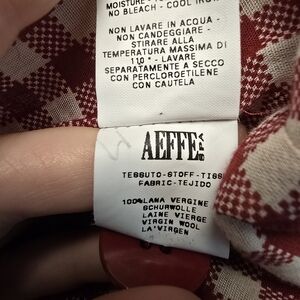 MOISTURE -
NO BLEACH - COOL IRON
NON LAVARE IN ACQUA -
NON CANDEGGIARE -
STIRARE ALLA
TEMPERATURA MASSIMA DI
110° - LAVARE
SEPARATAMENTE A SECCO
CON PERCLOROETILENE
CON CAUTELA
AEFFE SPA
TESSUTO-STOFF-TISS
FABRIC-TEJIDO
100%LANA VERGINE
SCHURWOLLE
LAINE VIERGE
VIRGIN WOOL
LA'VIRGEN